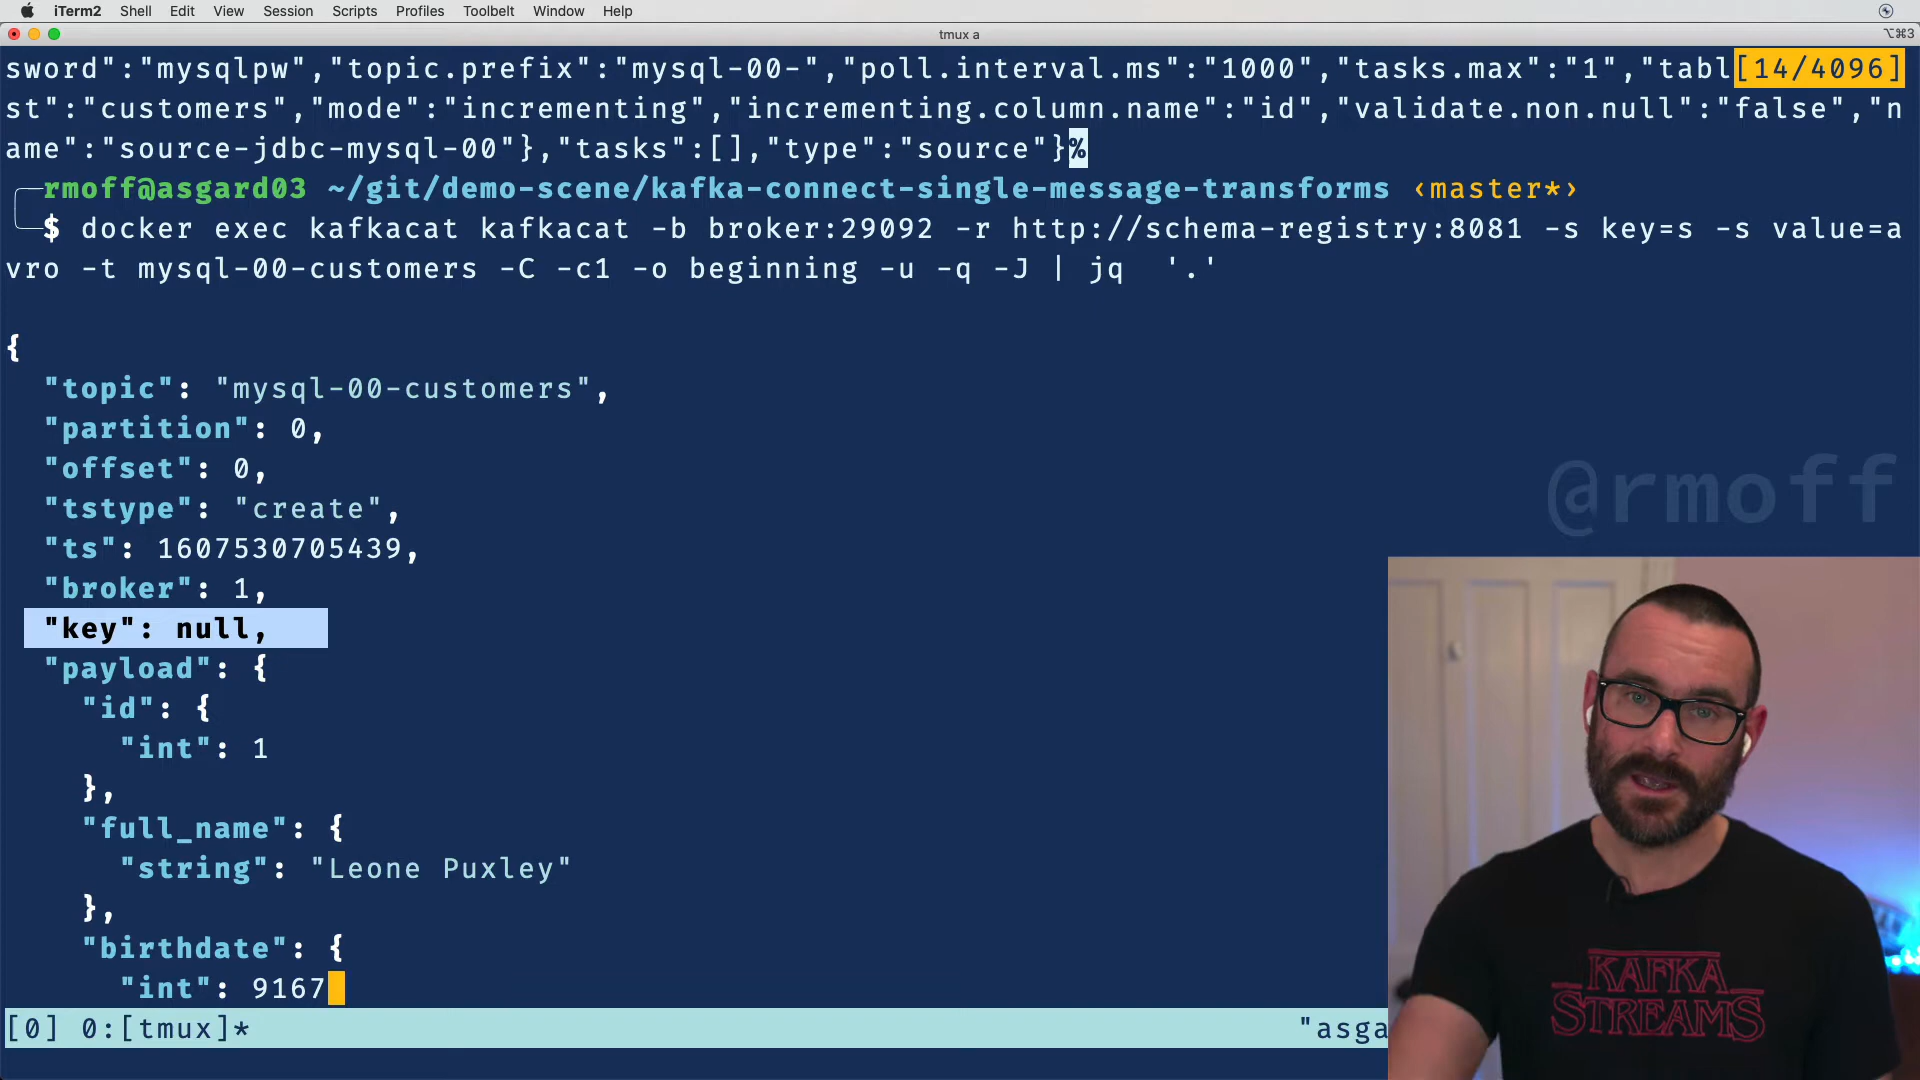 iTerm2 Shell Edit View Session Scripts Profiles Toolbelt Window Help
tmux a
⌥⌘3
sword":"mysqlpw","topic.prefix":"mysql-00-","poll.interval.ms":"1000","tasks.max":"1","tabl[14/4096]
st":"customers","mode":"incrementing","incrementing.column.name":"id","validate.non.null":"false","n
ame":"source-jdbc-mysql-00"},"tasks":[],"type":"source"}%
rmoff@asgard03 ~/git/demo-scene/kafka-connect-single-message-transforms ‹master*›
$ docker exec kafkacat kafkacat -b broker:29092 -r http://schema-registry:8081 -s key=s -s value=a
vro -t mysql-00-customers -C -c1 -o beginning -u -q -J | jq  '.'
{
"topic": "mysql-00-customers",
"partition": 0,
"offset": 0,
"tstype": "create",
"ts": 1607530705439,
"broker": 1,
"key": null,
"payload": {
"id": {
"int": 1
},
"full_name": {
"string": "Leone Puxley"
},
"birthdate": {
"int": 9167
[0] 0:[tmux]* "asga
@rmoff
KAFKA
STREAMS